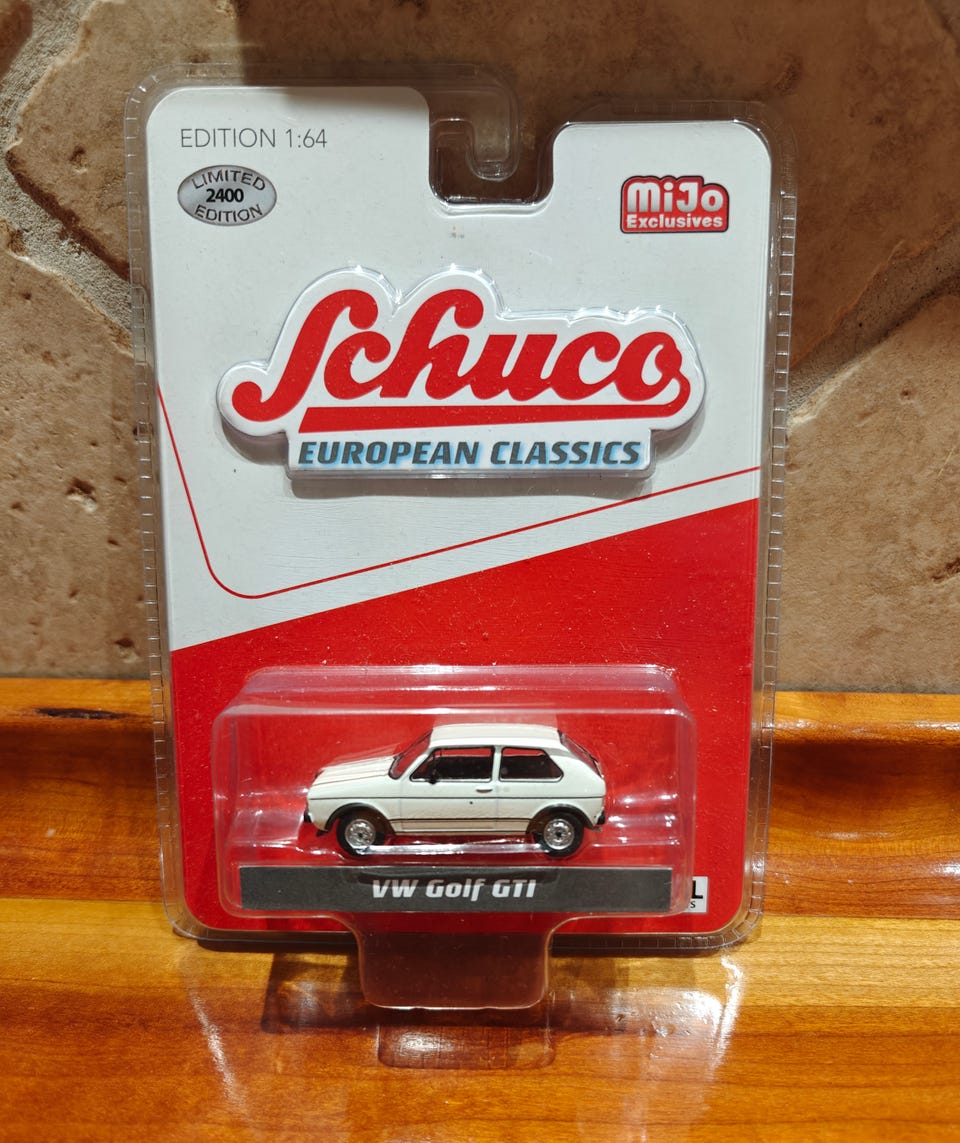 EDITION 1:64
LIMITED
2400
EDITION
MiJo
Exclusives
Schuco
EUROPEAN CLASSICS
VW Golf GTI